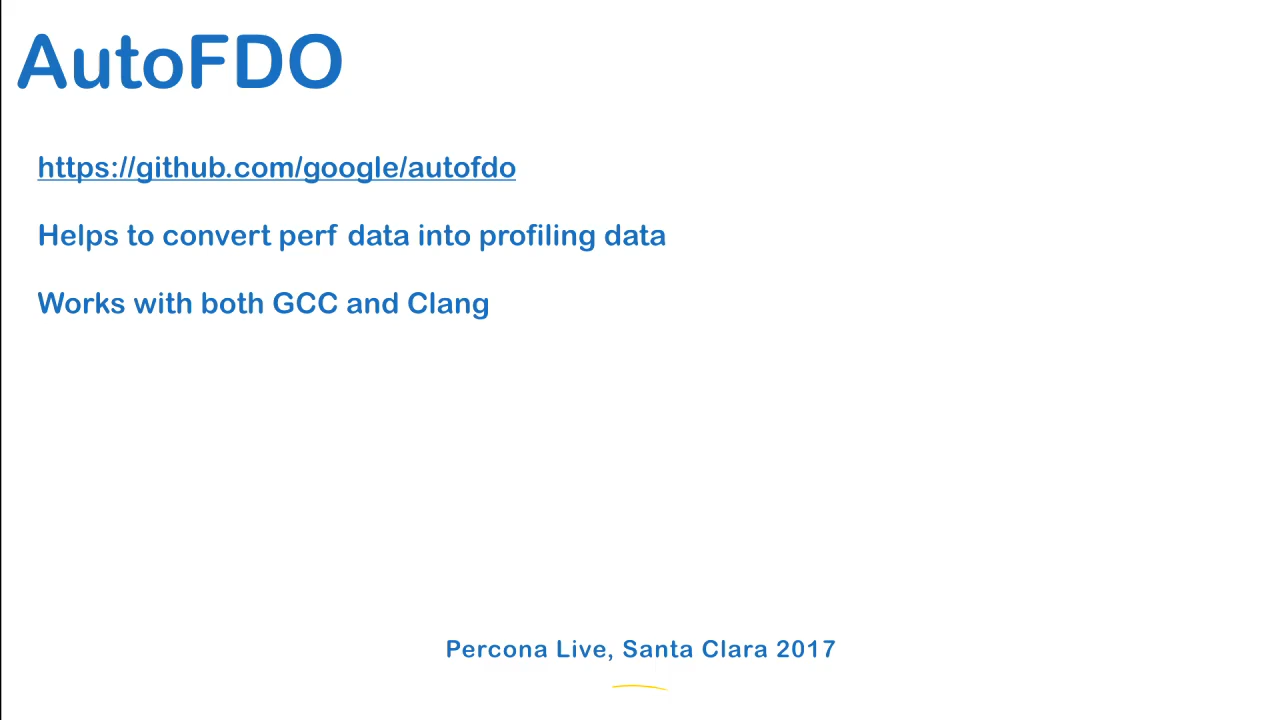 AutoFDO
https://github.com/google/autofdo
Helps to convert perf data into profiling data
Works with both GCC and Clang
Percona Live, Santa Clara 2017